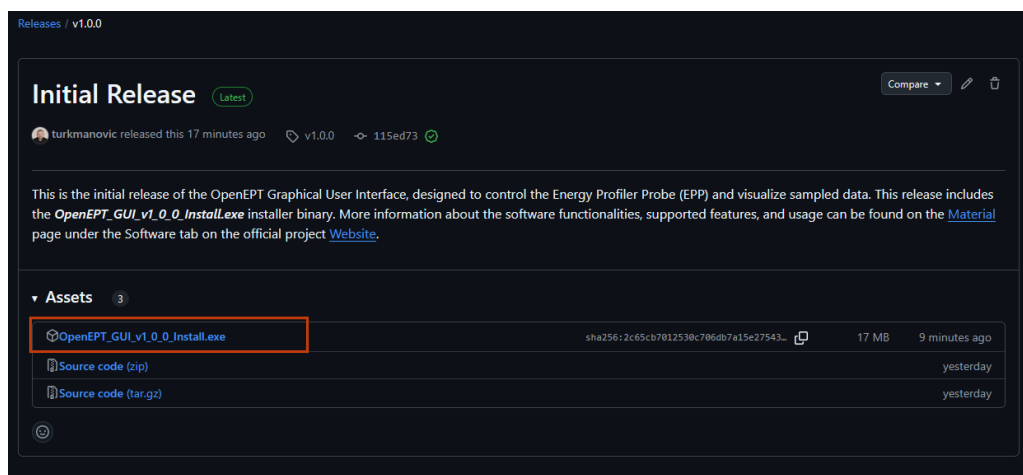 Releases / v1.0.0
Initial Release Latest
Compare
turkmanovic released this 17 minutes ago v1.0.0 115ed73
This is the initial release of the OpenEPT Graphical User Interface, designed to control the Energy Profiler Probe (EPP) and visualize sampled data. This release includes
the OpenEPT_GUI_v1_0_0_Install.exe installer binary. More information about the software functionalities, supported features, and usage can be found on the Material
page under the Software tab on the official project Website.
Assets 3
OpenEPT_GUI_v1_0_0_Install.exe sha256:2c65cb7012530c706db7a15e27543… 17 MB 9 minutes ago
Source code (zip) yesterday
Source code (tar.gz) yesterday